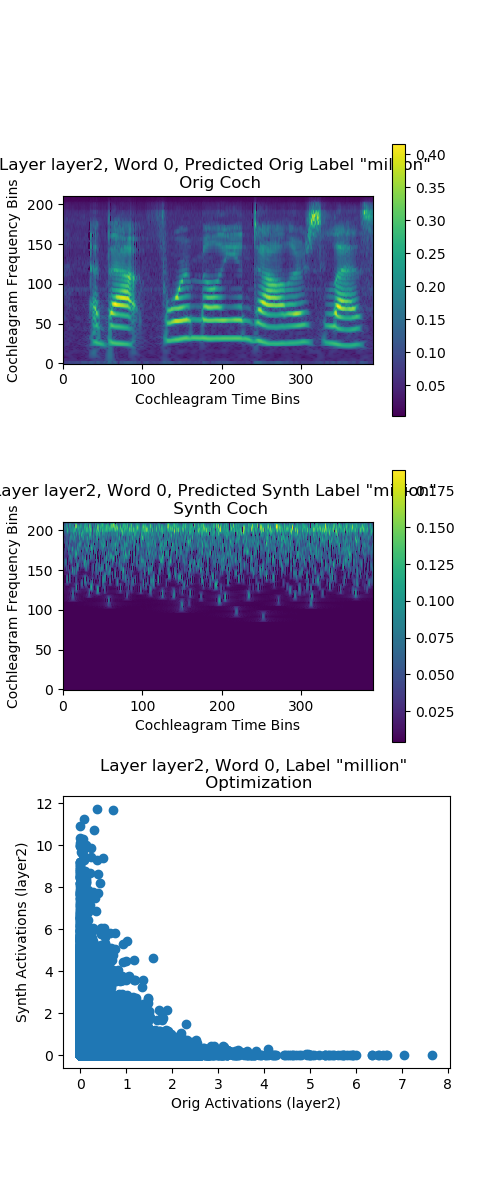 Layer layer2, Word 0, Predicted Orig Label "million"
Orig Coch
Cochleagram Frequency Bins
200
150
100
50
0
0 100 200 300
Cochleagram Time Bins
0.40
0.35
0.30
0.25
0.20
0.15
0.10
0.05
Layer layer2, Word 0, Predicted Synth Label "million"
Synth Coch
Cochleagram Frequency Bins
200
150
100
50
0
0 100 200 300
Cochleagram Time Bins
0.175
0.150
0.125
0.100
0.075
0.050
0.025
Layer layer2, Word 0, Label "million"
Optimization
Synth Activations (layer2)
12
10
8
6
4
2
0
0 1 2 3 4 5 6 7 8
Orig Activations (layer2)